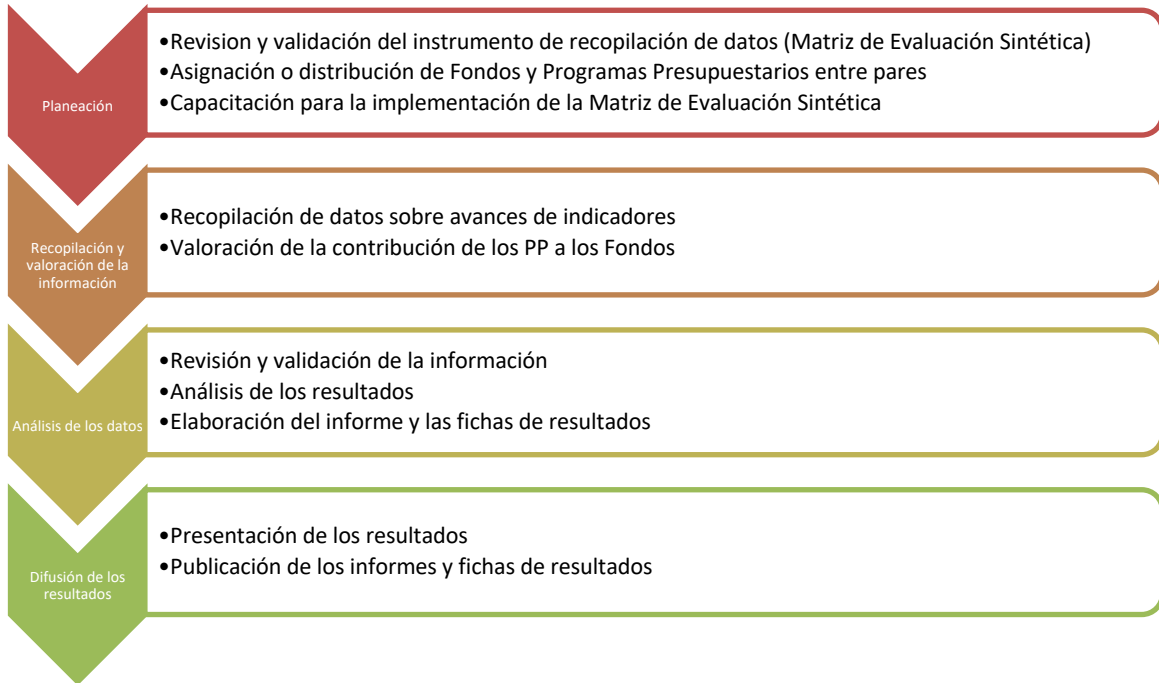 Planeación
•Revision y validación del instrumento de recopilación de datos (Matriz de Evaluación Sintética)
•Asignación o distribución de Fondos y Programas Presupuestarios entre pares
•Capacitación para la implementación de la Matriz de Evaluación Sintética
Recopilación y
valoración de la
información
•Recopilación de datos sobre avances de indicadores
•Valoración de la contribución de los PP a los Fondos
Análisis de los datos
•Revisión y validación de la información
•Análisis de los resultados
•Elaboración del informe y las fichas de resultados
Difusión de los
resultados
•Presentación de los resultados
•Publicación de los informes y fichas de resultados